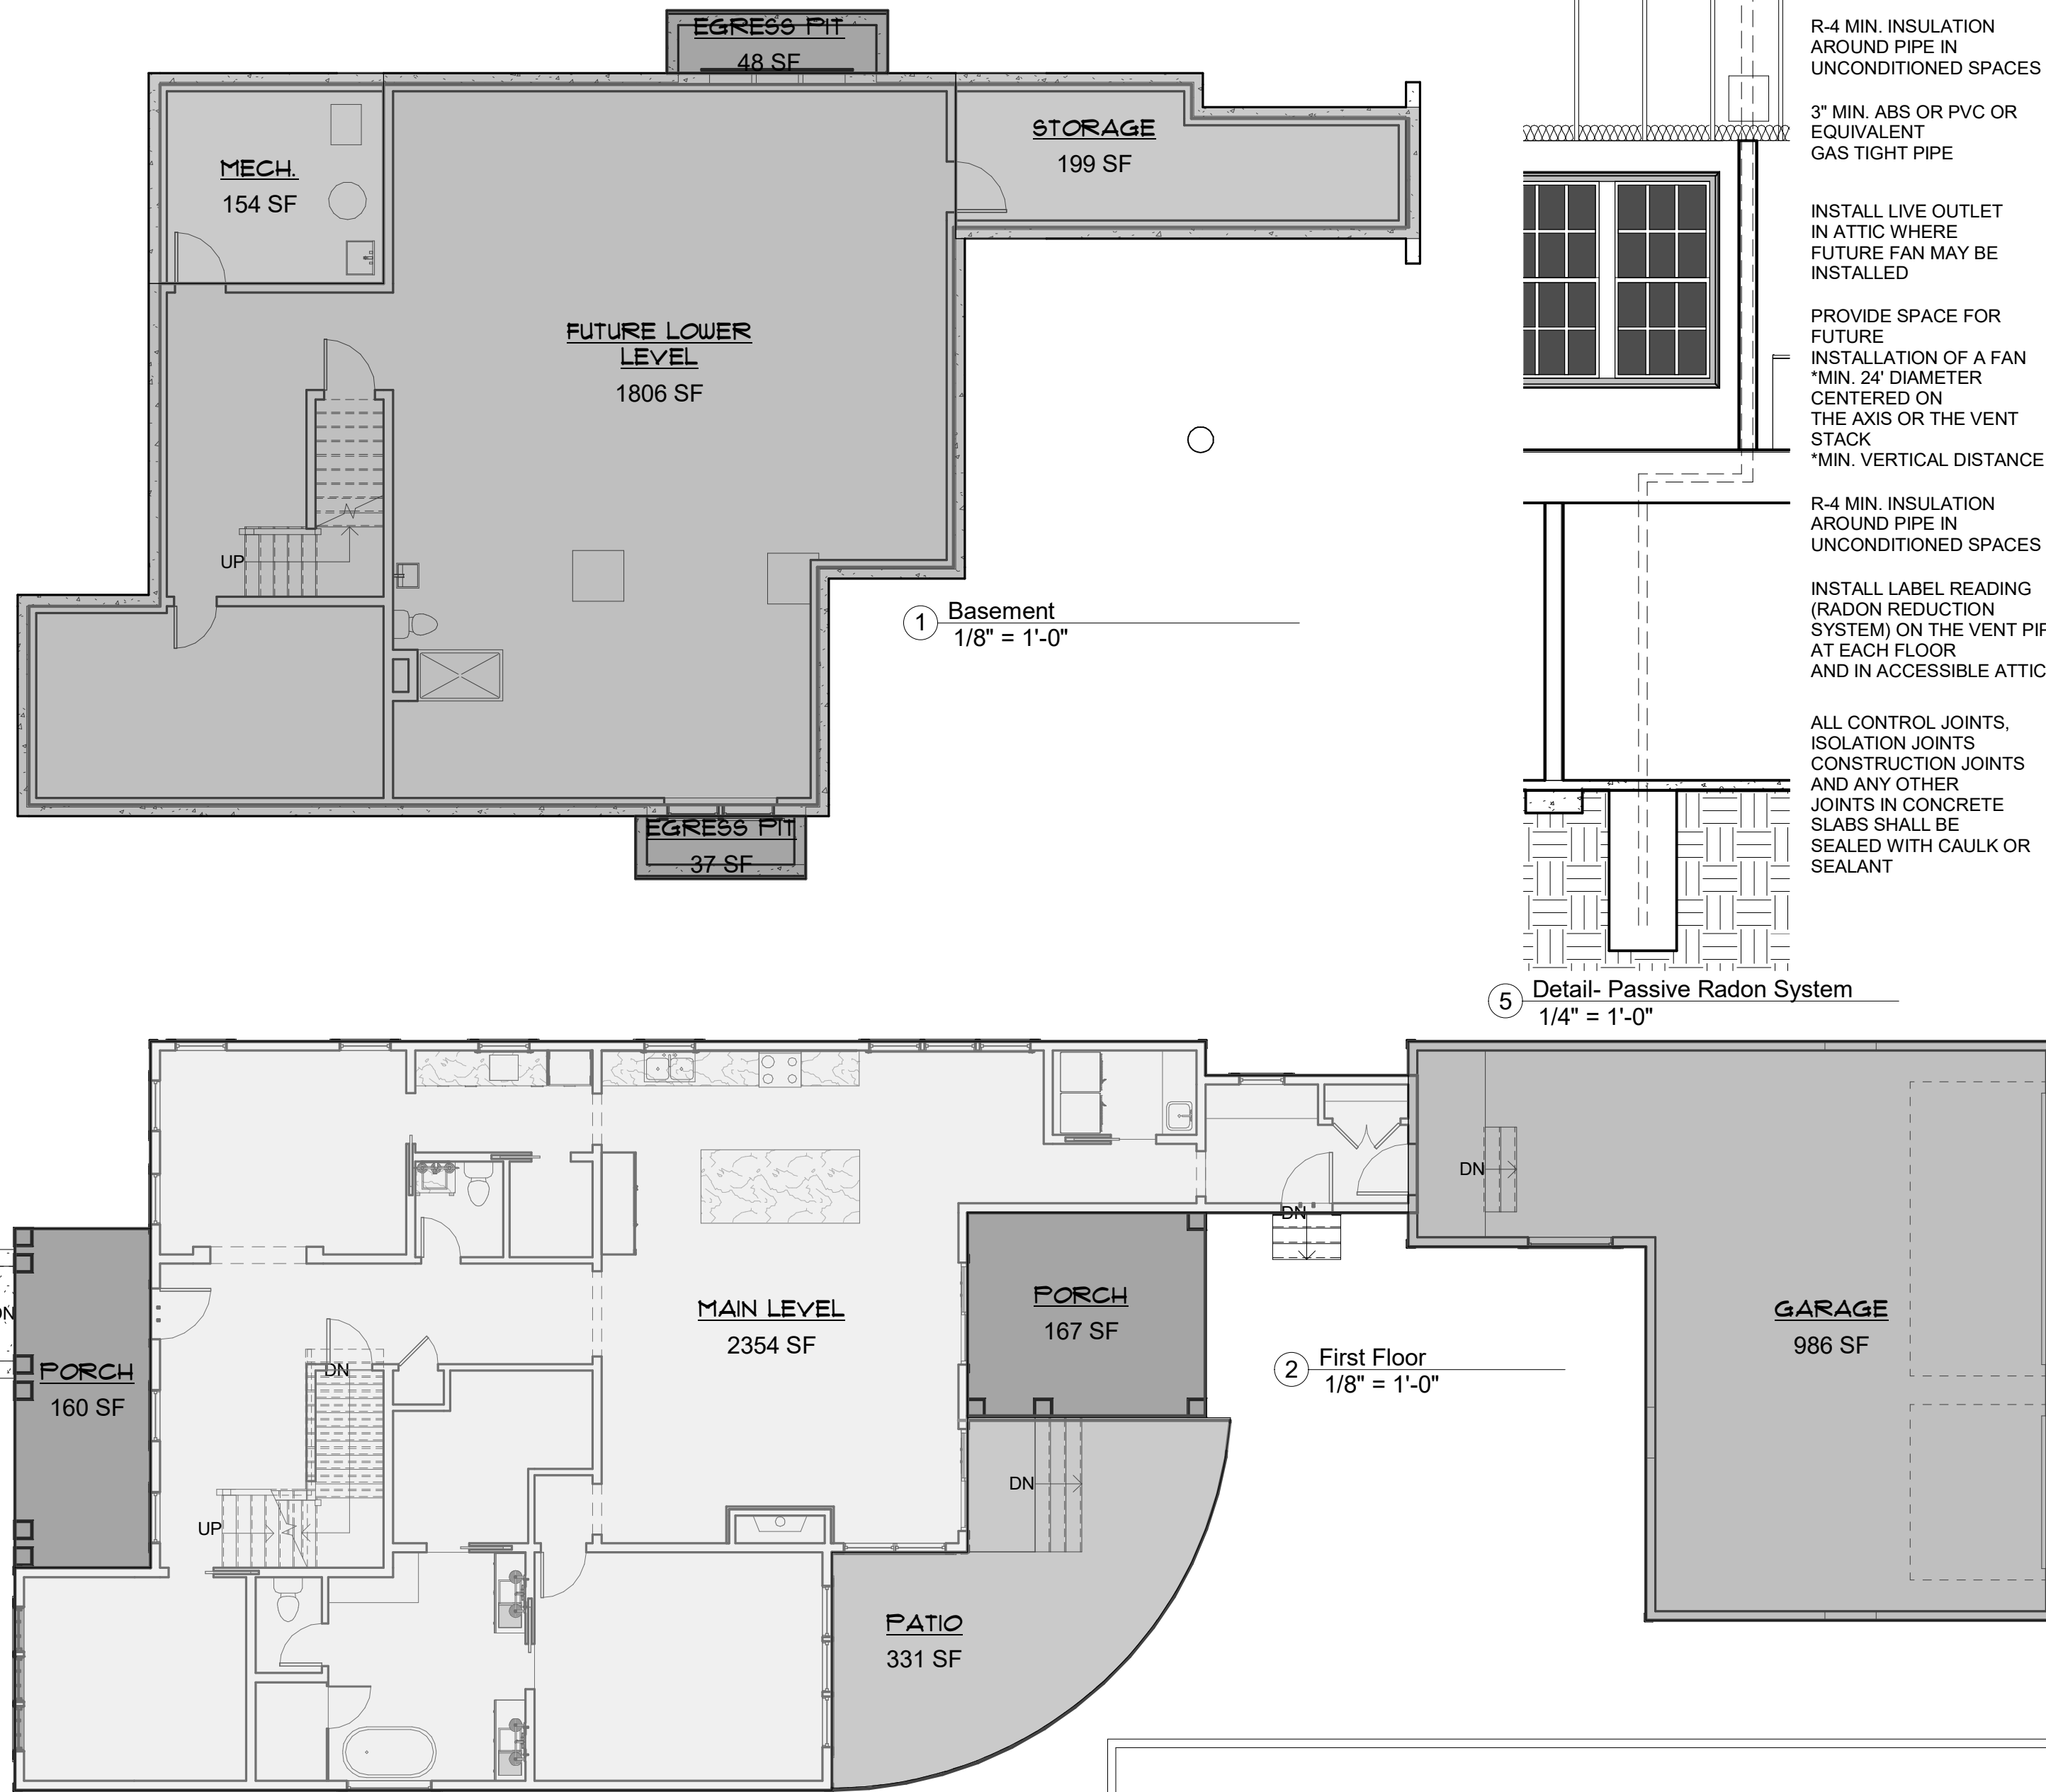 EGRESS PIT
48 SF
MECH.
154 SF
STORAGE
199 SF
FUTURE LOWER
LEVEL
1806 SF
UP
1
Basement
1/8" = 1'-0"
EGRESS PIT
37 SF
R-4 MIN. INSULATION
AROUND PIPE IN
UNCONDITIONED SPACES
3" MIN. ABS OR PVC OR
EQUIVALENT
GAS TIGHT PIPE
INSTALL LIVE OUTLET
IN ATTIC WHERE
FUTURE FAN MAY BE
INSTALLED
PROVIDE SPACE FOR
FUTURE
INSTALLATION OF A FAN
*MIN. 24' DIAMETER
CENTERED ON
THE AXIS OR THE VENT
STACK
*MIN. VERTICAL DISTANCE
R-4 MIN. INSULATION
AROUND PIPE IN
UNCONDITIONED SPACES
INSTALL LABEL READING
(RADON REDUCTION
SYSTEM) ON THE VENT
AT EACH FLOOR
AND IN ACCESSIBLE ATTIC
ALL CONTROL JOINTS,
ISOLATION JOINTS
CONSTRUCTION JOINTS
AND ANY OTHER
JOINTS IN CONCRETE
SLABS SHALL BE
SEALED WITH CAULK OR
SEALANT
5
Detail- Passive Radon System
1/4" = 1'-0"
DN
DN
PORCH
167 SF
MAIN LEVEL
2354 SF
GARAGE
986 SF
2
First Floor
1/8" = 1'-0"
DN
PORCH
160 SF
DN
UP
PATIO
331 SF